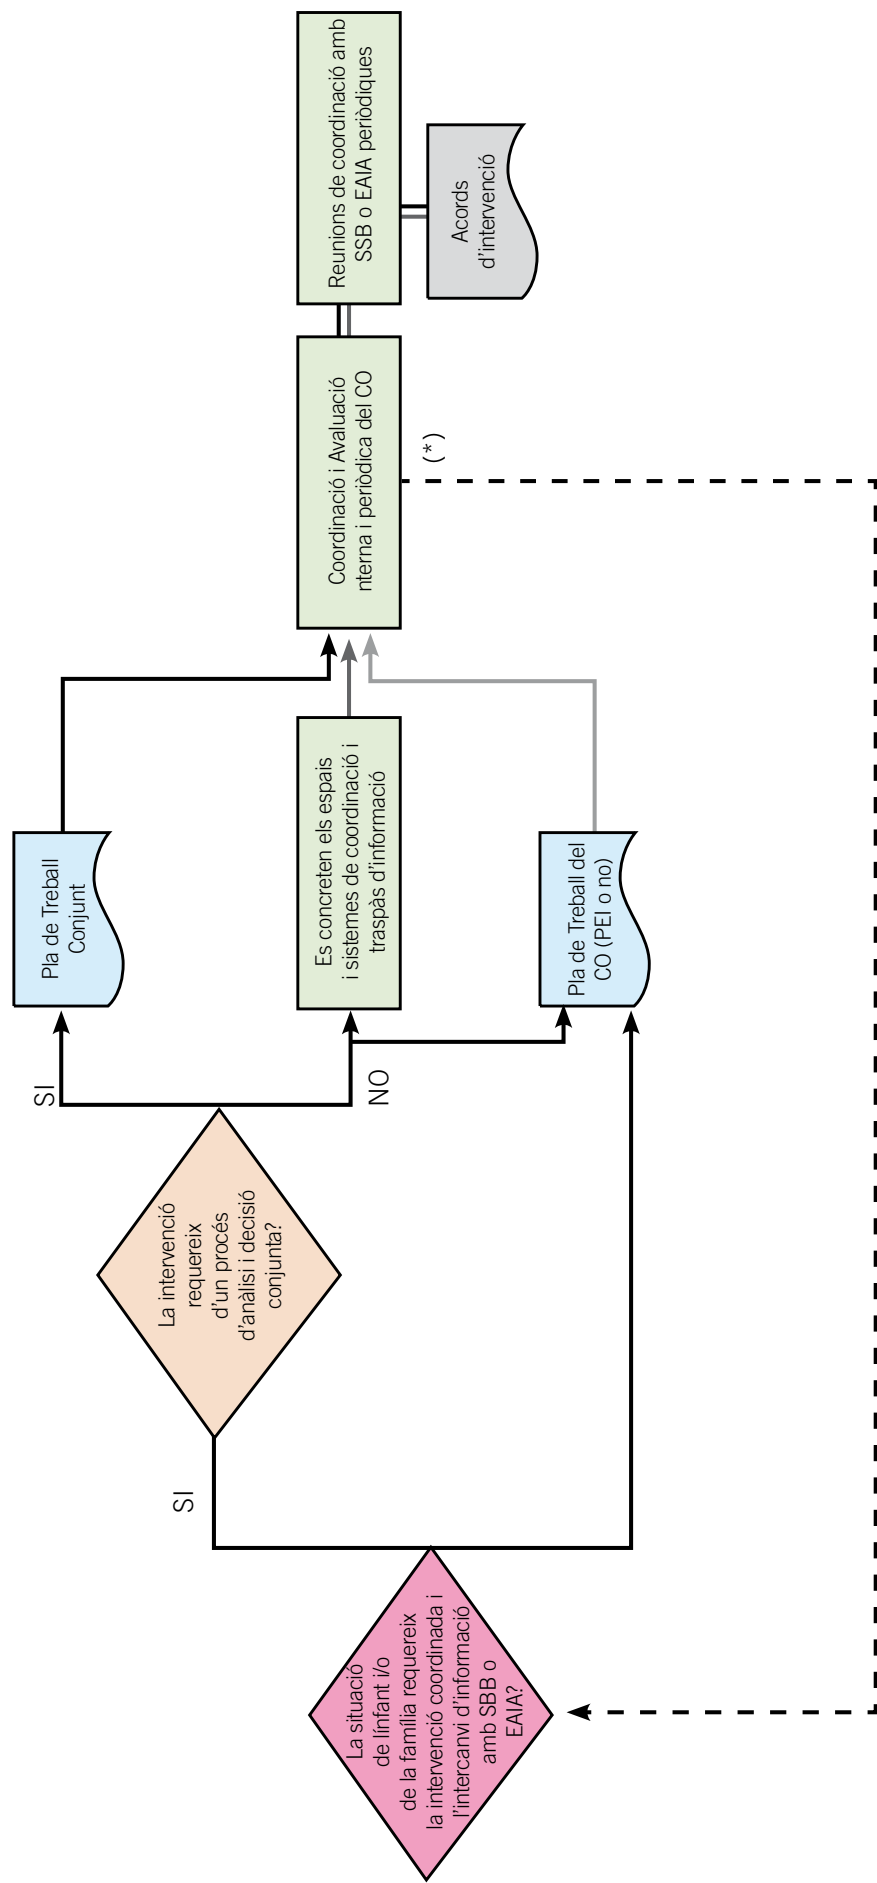 La situació
de línfant i/o
de la família requereix
la intervenció coordinada i
l'intercanvi d'informació
amb SBB o
EAIA?
SI
La intervenció
requereix
d'un procés
d'anàlisi i decisió
conjunta?
SI
NO
Pla de Treball
Conjunt
Es concreten els espais
i sistemes de coordinació i
traspàs d'informació
Pla de Treball del
CO (PEI o no)
Coordinació i Avaluació
nterna i periòdica del CO
(*)
Reunions de coordinació amb
SSB o EAIA periòdiques
Acords
d'intervenció